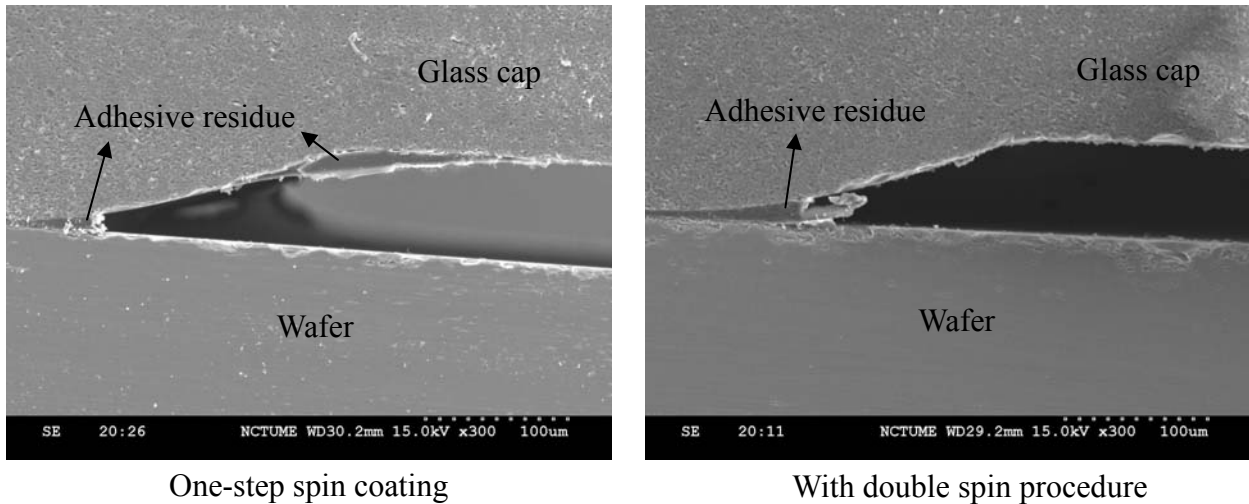 Glass cap
Adhesive residue
Wafer
SE 20:26 NCTUME WD30.2mm 15.0kV x300 100um
One-step spin coating
Glass cap
Adhesive residue
Wafer
SE 20:11 NCTUME WD29.2mm 15.0kV x300 100um
With double spin procedure